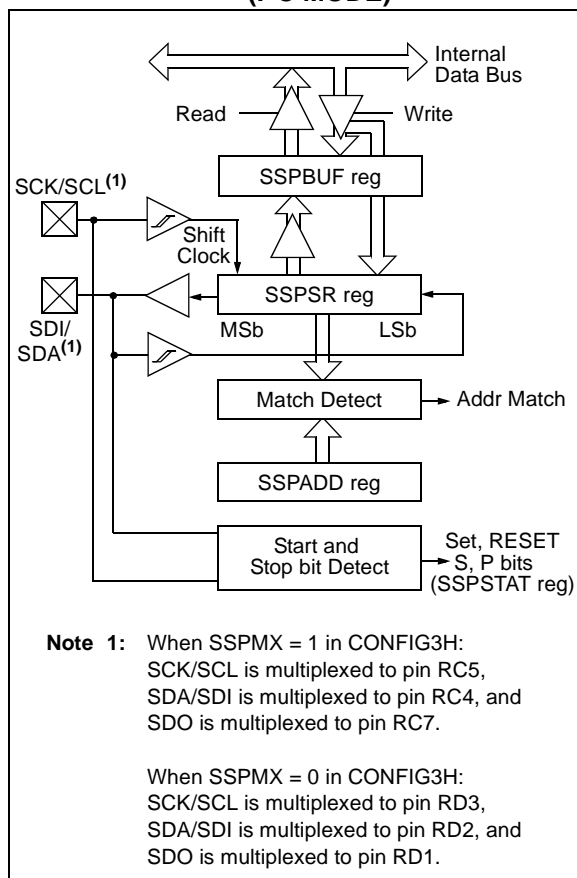 Internal
Data Bus
Read
Write
SSPBUF reg
SCK/SCL(1)
Shift
Clock
SSPSR reg
MSb
LSb
SDI/
SDA(1)
Match Detect
Addr Match
SSPADD reg
Start and
Stop bit Detect
Set, RESET
S, P bits
(SSPSTAT reg)
Note 1: When SSPMX = 1 in CONFIG3H:
SCK/SCL is multiplexed to pin RC5,
SDA/SDI is multiplexed to pin RC4, and
SDO is multiplexed to pin RC7.
When SSPMX = 0 in CONFIG3H:
SCK/SCL is multiplexed to pin RD3,
SDA/SDI is multiplexed to pin RD2, and
SDO is multiplexed to pin RD1.